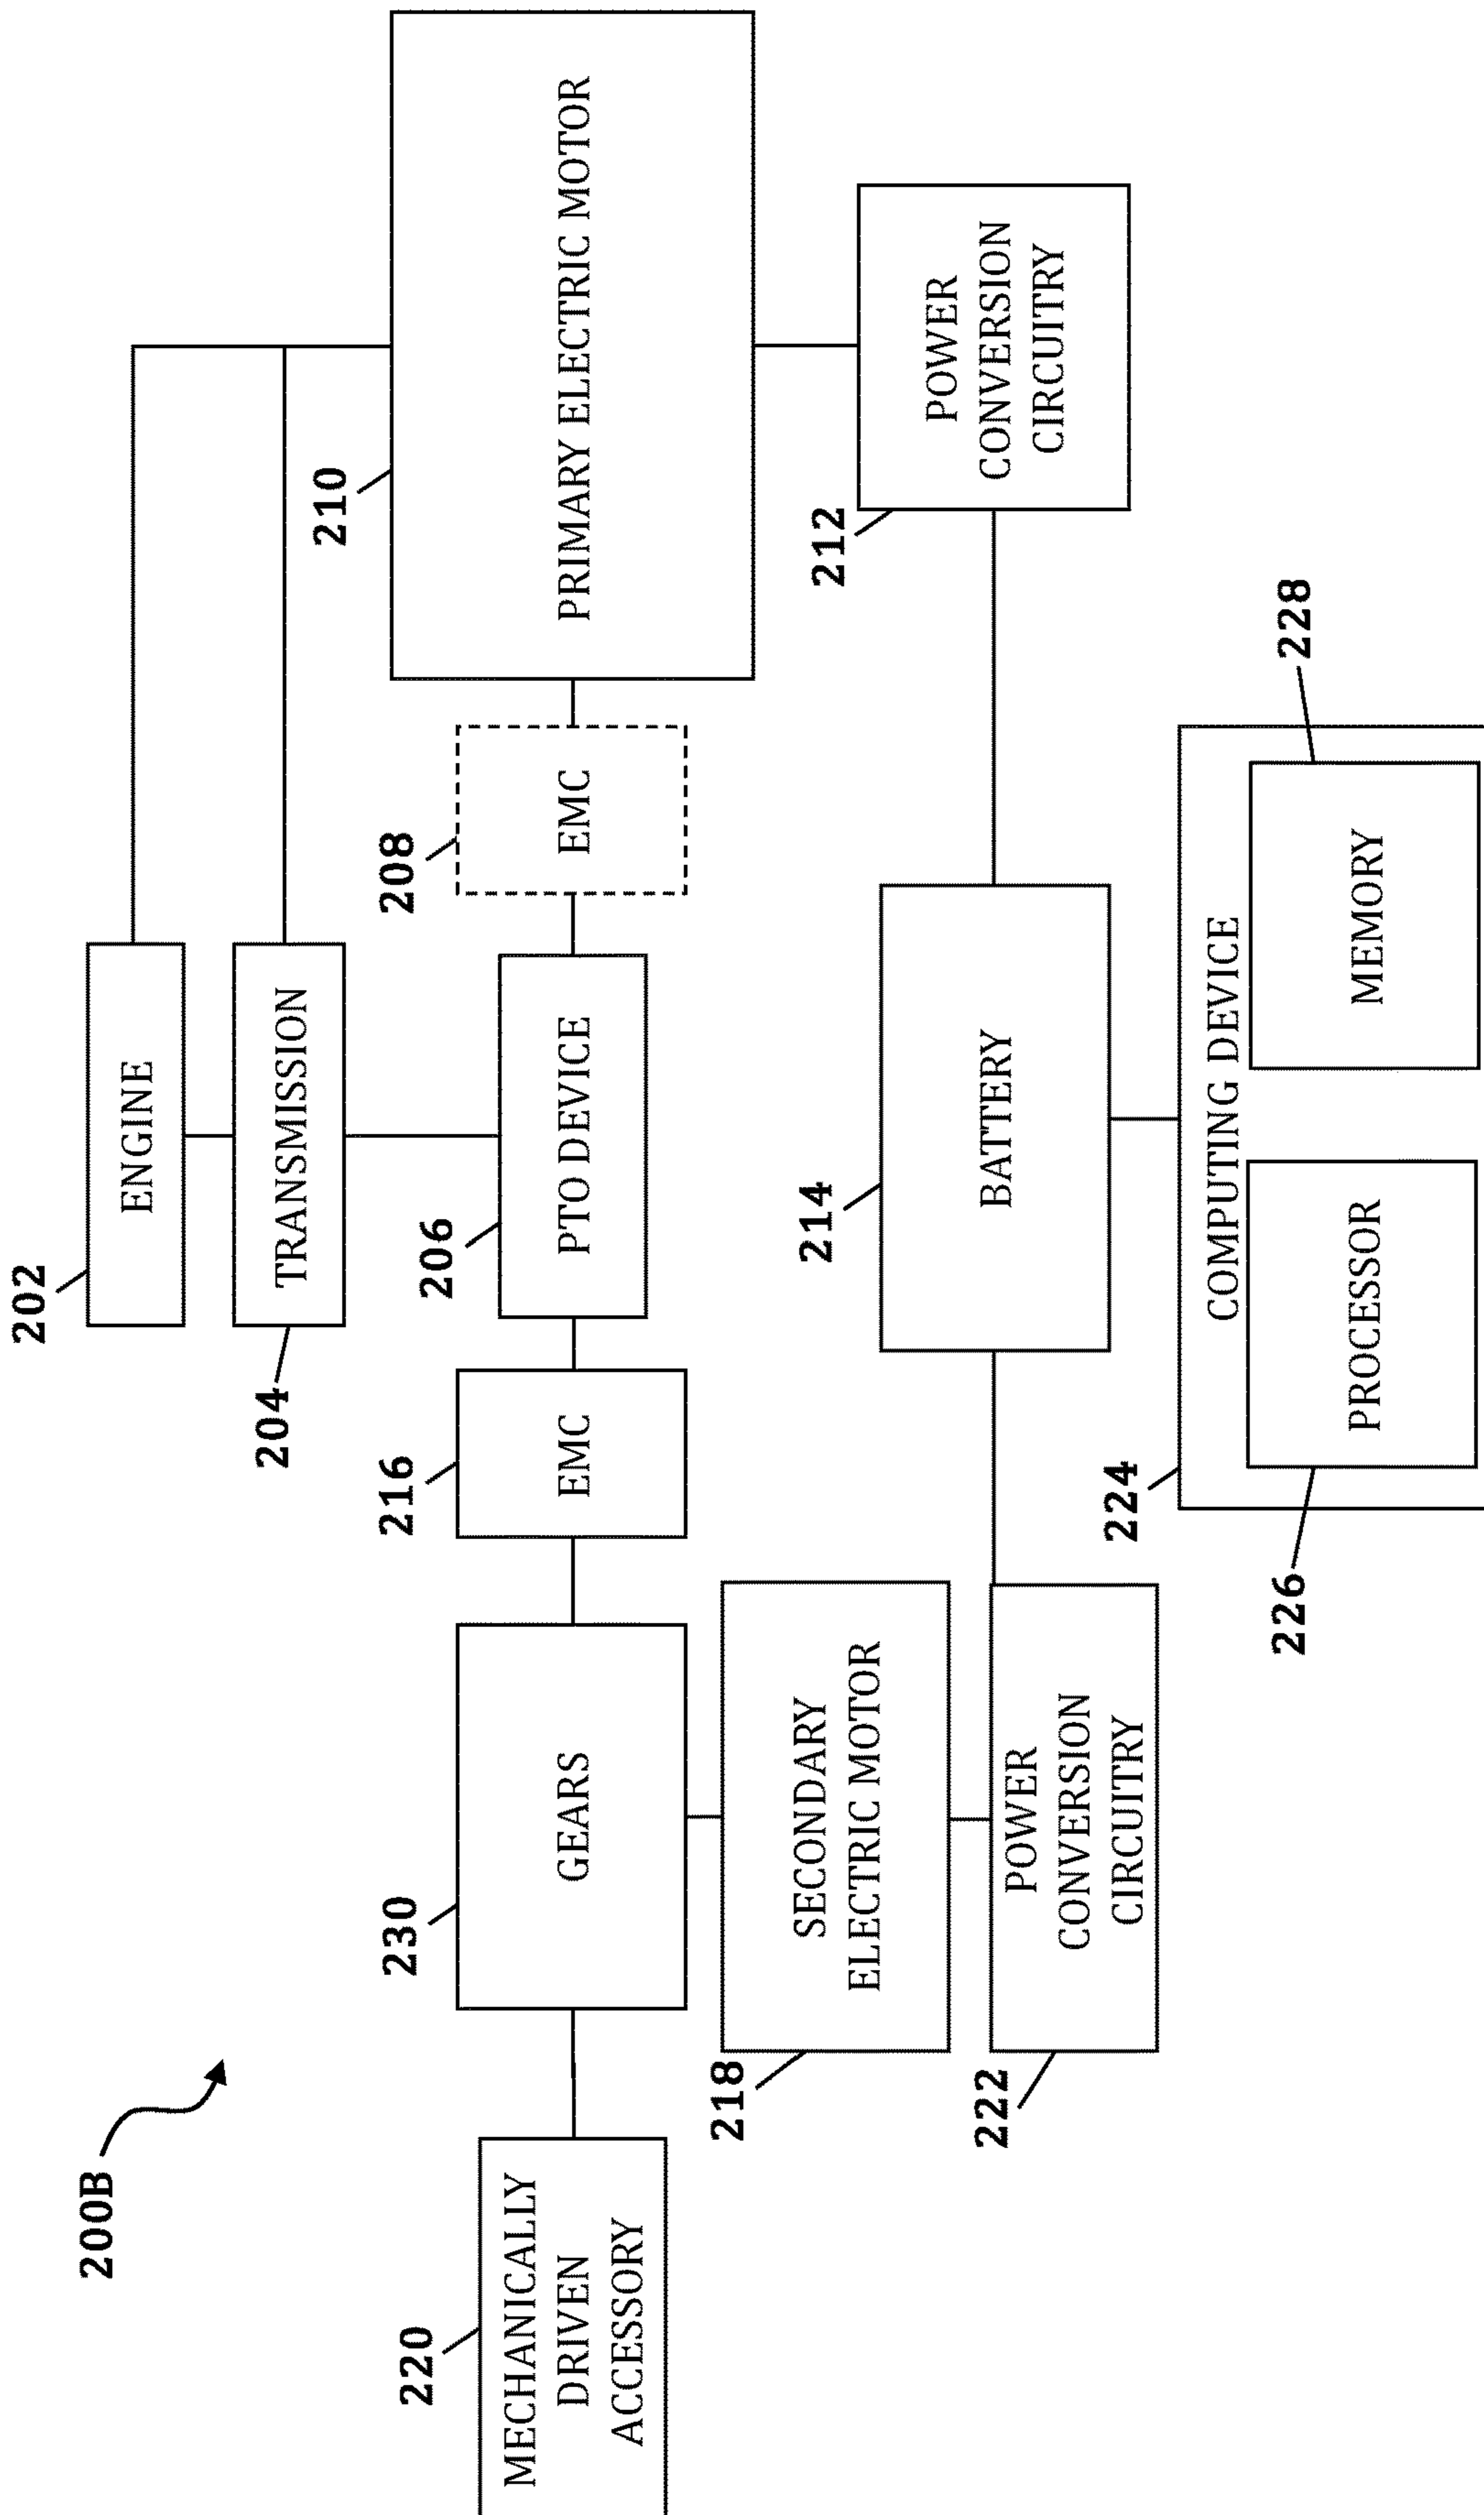 200B
202
ENGINE
204
TRANSMISSION
206
PTO DEVICE
208
EMC
210
PRIMARY ELECTRIC MOTOR
216
EMC
230
GEARS
220
MECHANICALLY
DRIVEN
ACCESSORY
218
SECONDARY
ELECTRIC MOTOR
222
POWER
CONVERSION
CIRCUITRY
214
BATTERY
212
POWER
CONVERSION
CIRCUITRY
224
COMPUTING DEVICE
226
PROCESSOR
228
MEMORY